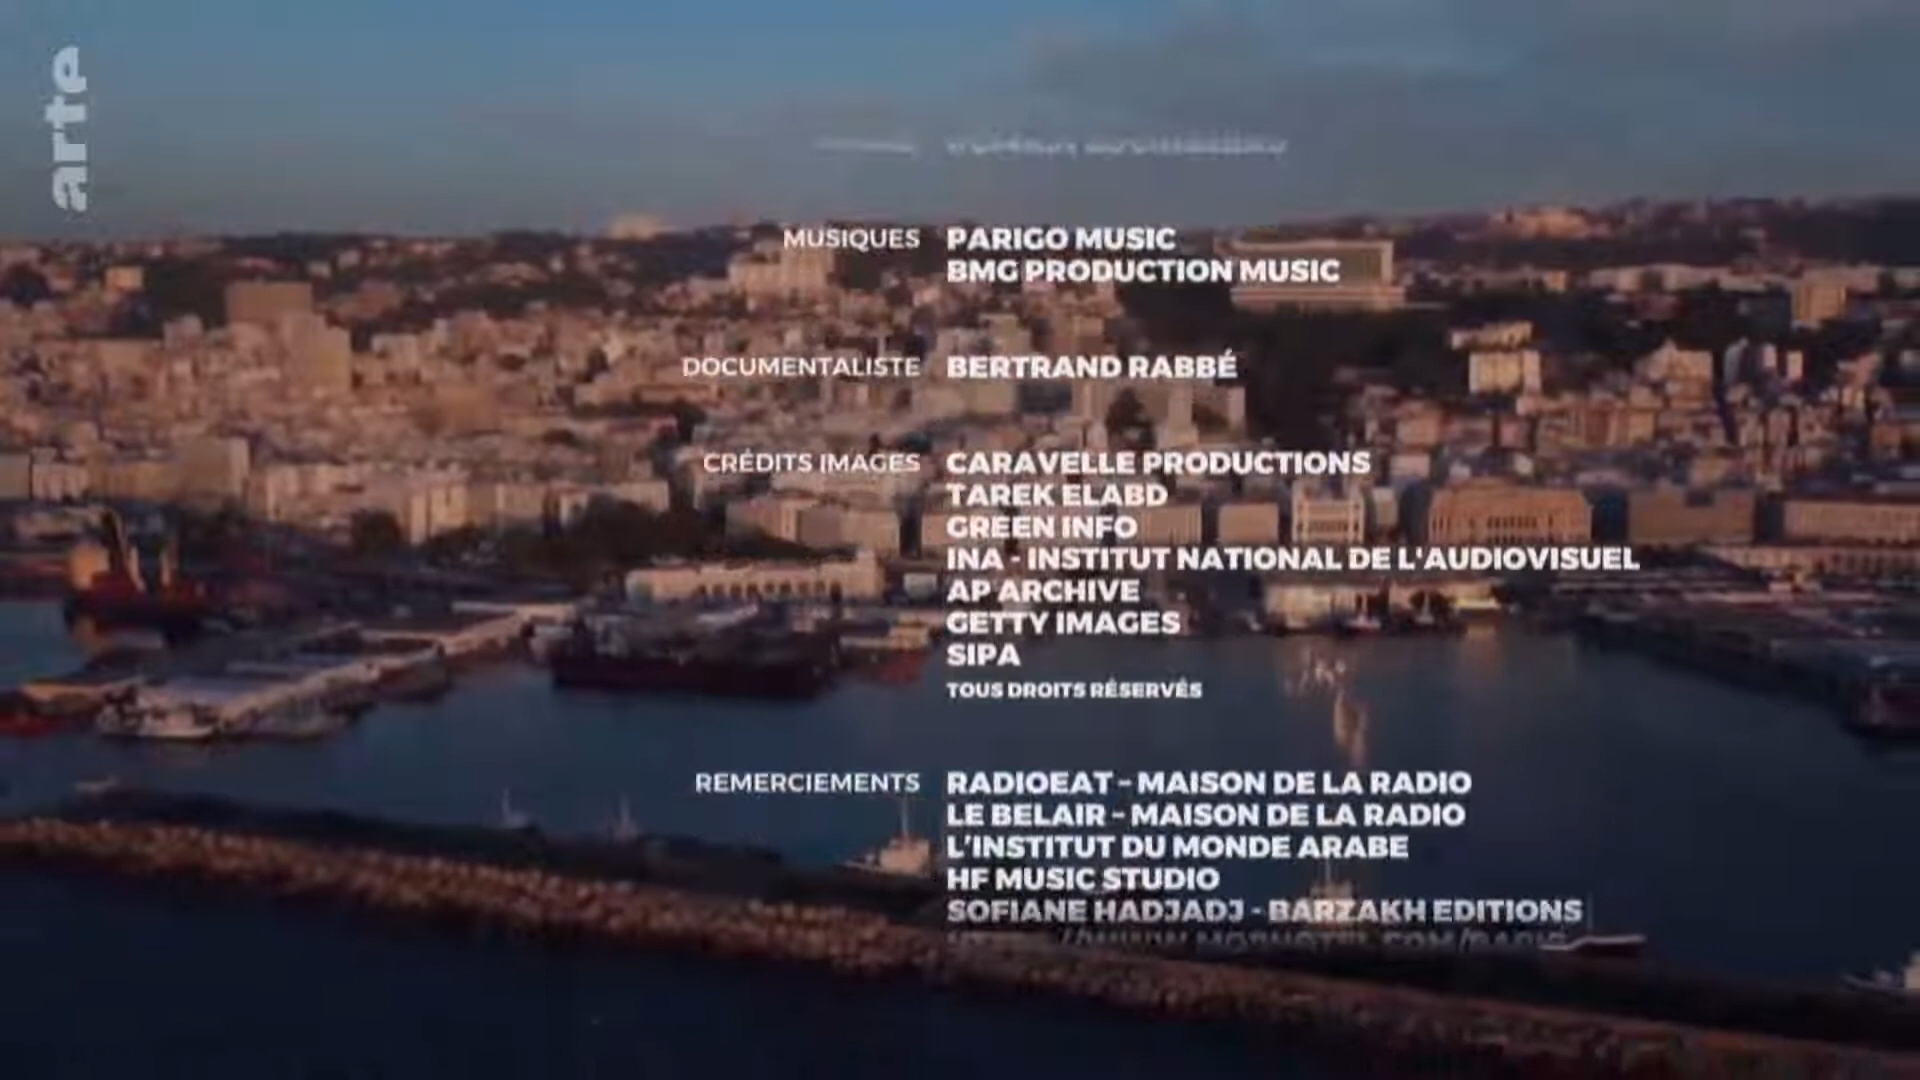 arte
MUSIQUES PARIGO MUSIC
BMG PRODUCTION MUSIC
DOCUMENTALISTE BERTRAND RABBÉ
CRÉDITS IMAGES CARAVELLE PRODUCTIONS
TAREK ELABD
GREEN INFO
INA - INSTITUT NATIONAL DE L'AUDIOVISUEL
AP ARCHIVE
GETTY IMAGES
SIPA
TOUS DROITS RÉSERVÉS
REMERCIEMENTS RADIOEAT – MAISON DE LA RADIO
LE BELAIR – MAISON DE LA RADIO
L'INSTITUT DU MONDE ARABE
HF MUSIC STUDIO
SOFIANE HADJADJ - BARZAKH EDITIONS